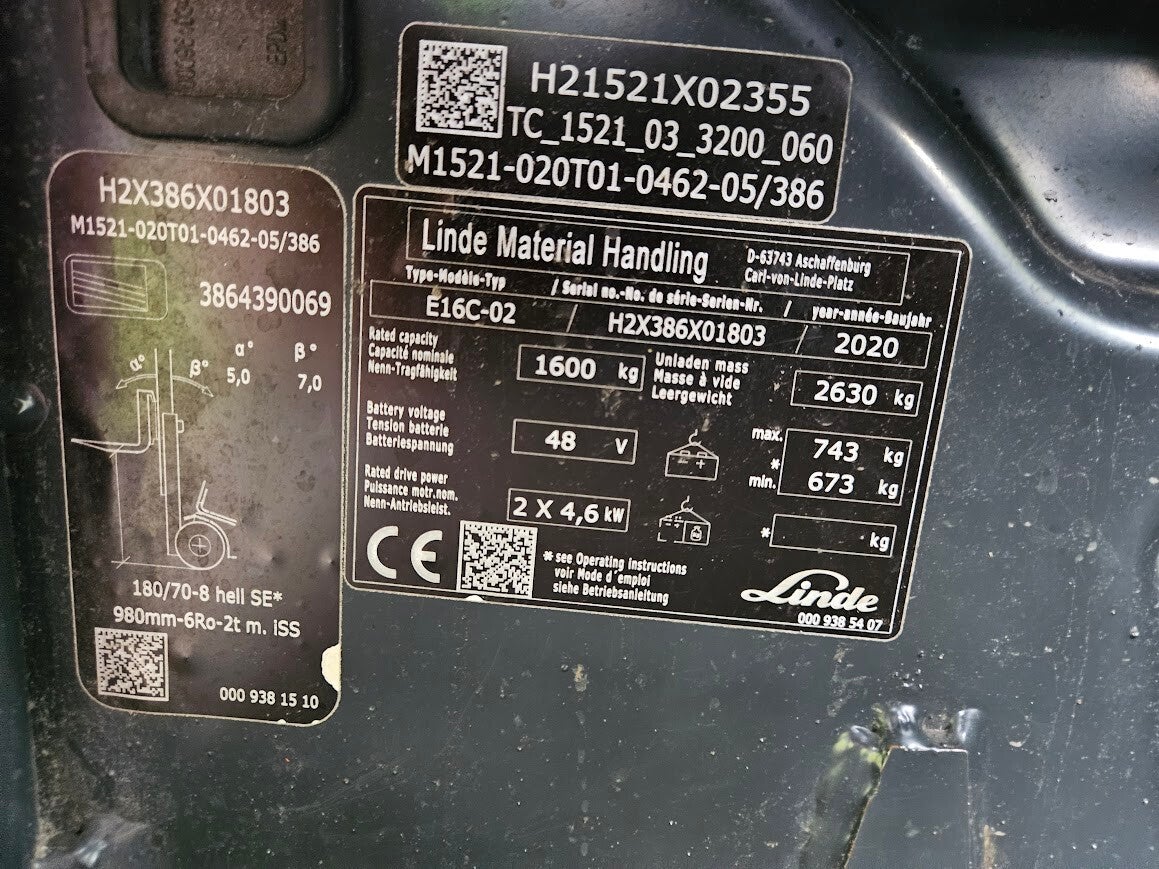 H21521X02355
TC_1521_03_3200_060
M1521-020T01-0462-05/386
H2X386X01803
M1521-020T01-0462-05/386
3864390069
α° β°
α° β°
5,0 7,0
180/70-8 hell SE*
980mm-6Ro-2t m. iSS
000 938 15 10
Linde Material Handling
D-63743 Aschaffenburg
Carl-von-Linde-Platz
Type-Modèle-Typ / Serial no.-No. de série-Serien-Nr. / year-année-Baujahr
E16C-02 / H2X386X01803 / 2020
Rated capacity
Capacité nominale
Nenn-Tragfähigkeit
1600 kg
Unladen mass
Masse à vide
Leergewicht
2630 kg
Battery voltage
Tension batterie
Batteriespannung
48 V
max. 743 kg
*
min. 673 kg
Rated drive power
Puissance motr.nom.
Nenn-Antriebsleist.
2 X 4,6 kW
* kg
CE
* see Operating instructions
voir Mode d'emploi
siehe Betriebsanleitung
Linde
000 938 54 07